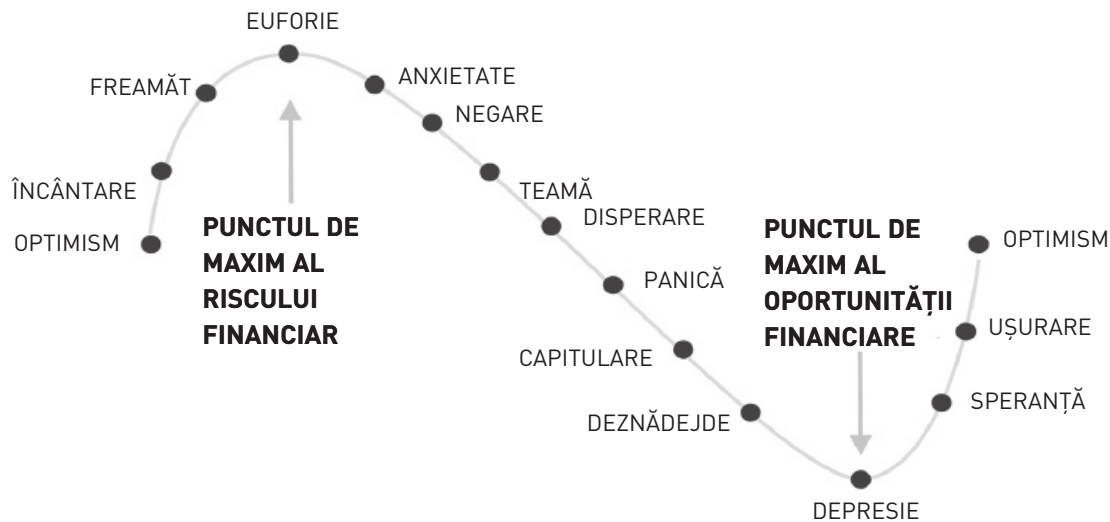 EUFORIE
FREAMĂT
ANXIETATE
NEGARE
ÎNCÂNTARE
TEAMĂ
OPTIMISM
PUNCTUL DE
MAXIM AL
RISCULUI
FINANCIAR
DISPERARE
PANICĂ
CAPITULARE
DEZNĂDEJDE
PUNCTUL DE
MAXIM AL
OPORTUNITĂȚII
FINANCIARE
OPTIMISM
UȘURARE
SPERANȚĂ
DEPRESIE